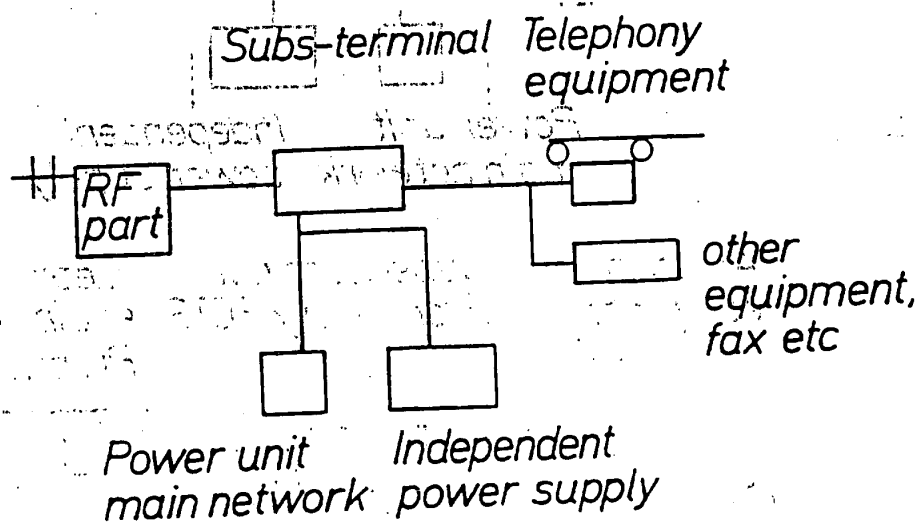 Subs-terminal
Telephony
equipment
RF
part
other
equipment,
fax etc
Power unit
main network
Independent
power supply